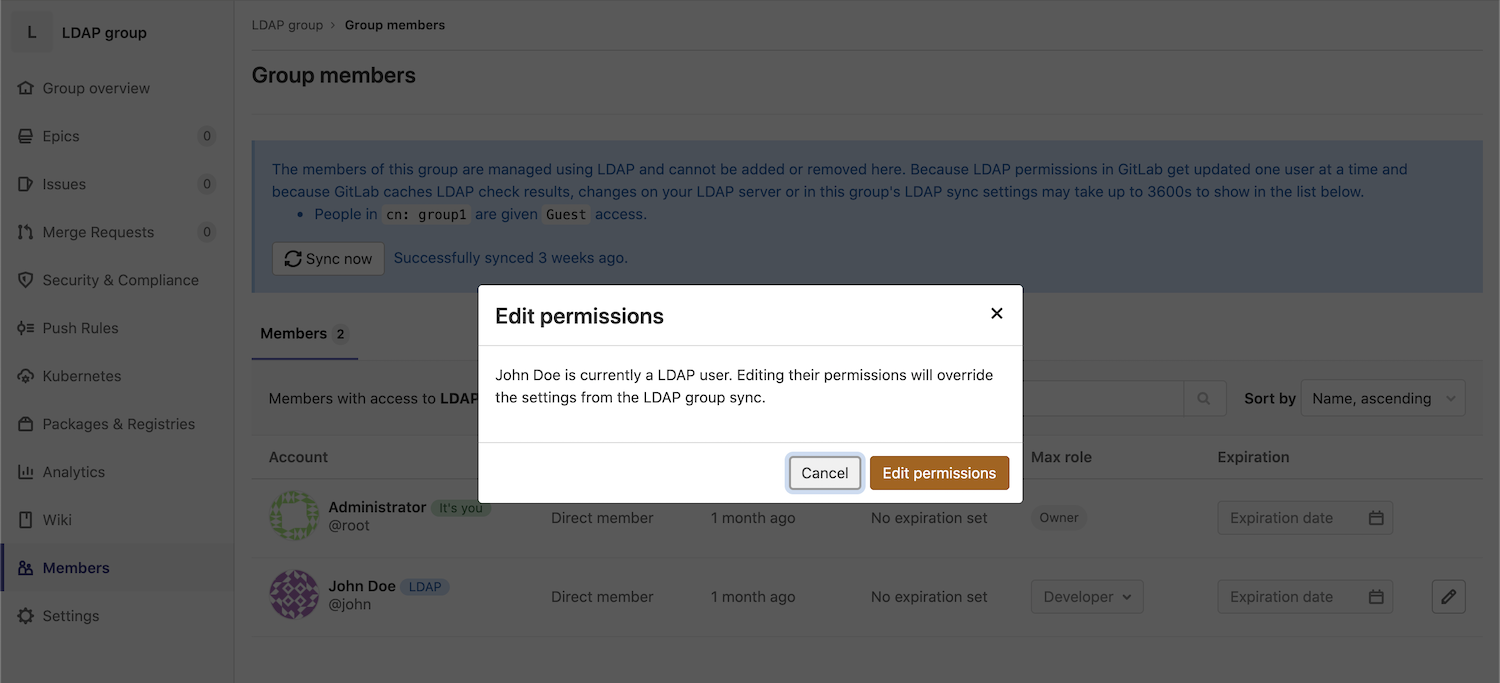 L LDAP group
LDAP group › Group members
Group members
Group overview
Epics 0
Issues 0
Merge Requests 0
Security & Compliance
Push Rules
Kubernetes
Packages & Registries
Analytics
Wiki
Members
Settings
The members of this group are managed using LDAP and cannot be added or removed here. Because LDAP permissions in GitLab get updated one user at a time and
because GitLab caches LDAP check results, changes on your LDAP server or in this group's LDAP sync settings may take up to 3600s to show in the list below.
• People in cn: group1 are given Guest access.
Sync now Successfully synced 3 weeks ago.
Members 2
Edit permissions
John Doe is currently a LDAP user. Editing their permissions will override
the settings from the LDAP group sync.
Cancel Edit permissions
Members with access to LDAP
Sort by Name, ascending
Account Max role Expiration
Administrator It's you
@root
Direct member 1 month ago No expiration set Owner Expiration date
John Doe LDAP
@john
Direct member 1 month ago No expiration set Developer Expiration date